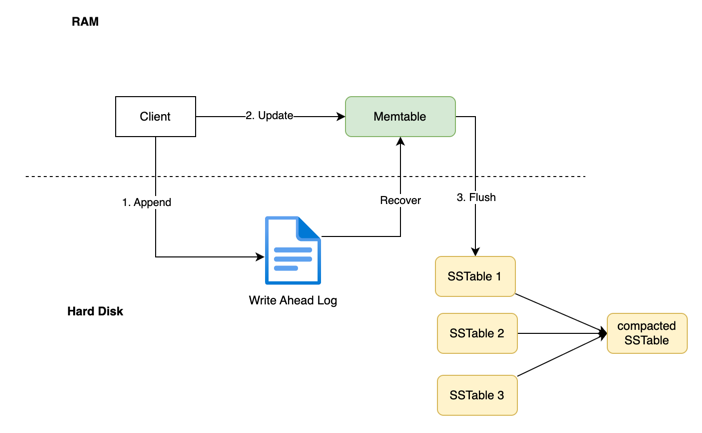 RAM
Client
2. Update
Memtable
1. Append
Recover
3. Flush
Write Ahead Log
SSTable 1
Hard Disk
SSTable 2
compacted
SSTable
SSTable 3